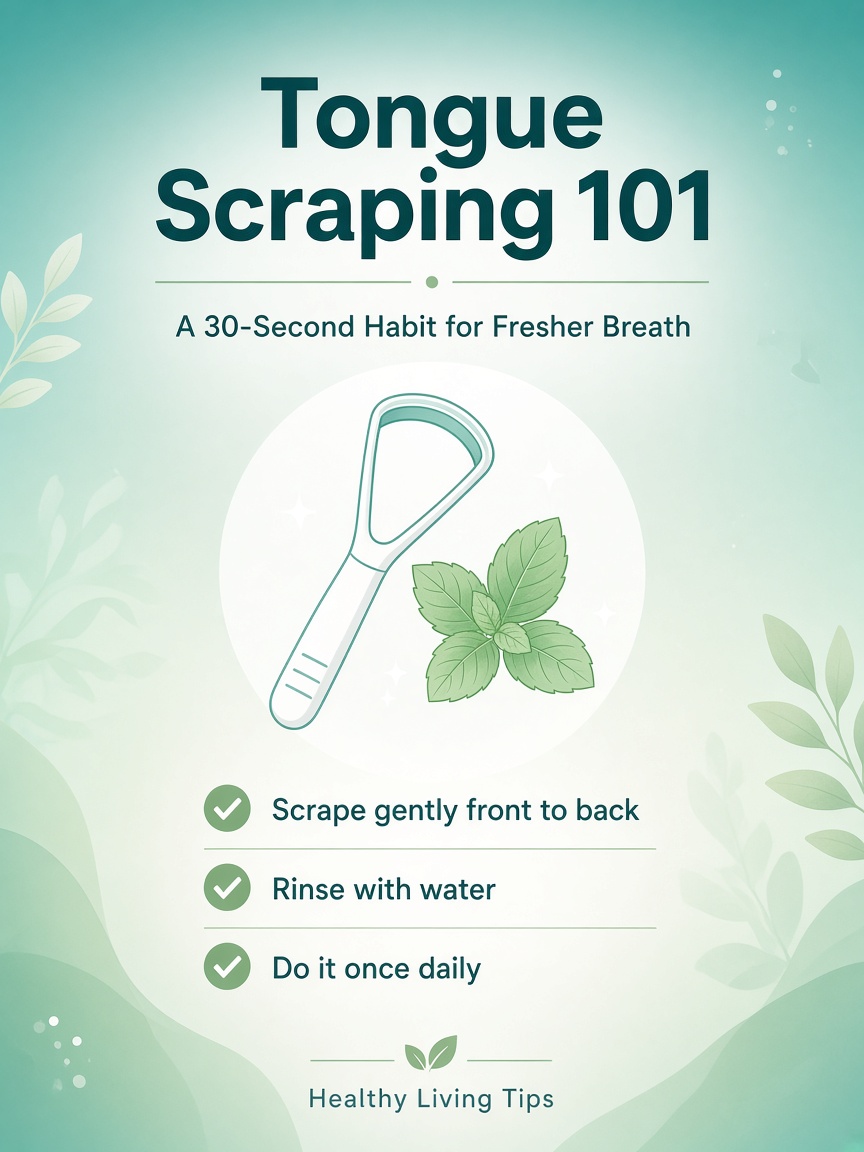 Tongue
Scraping 101
A 30-Second Habit for Fresher Breath
Scrape gently front to back
Rinse with water
Do it once daily
Healthy Living Tips